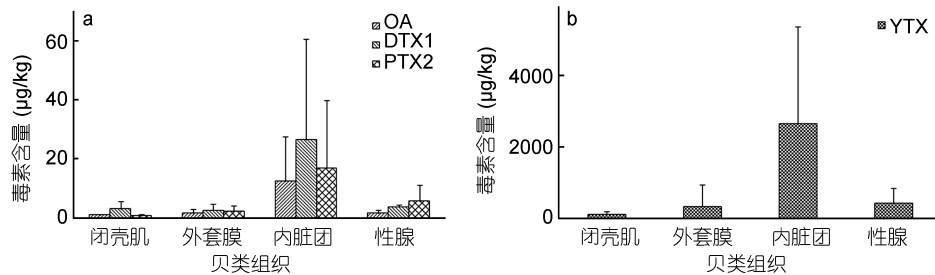 a
OA
DTX1
PTX2
毒素含量 (μg/kg)
60
40
20
0
闭壳肌 外套膜 内脏团 性腺
贝类组织
b
YTX
毒素含量 (μg/kg)
4000
2000
0
闭壳肌 外套膜 内脏团 性腺
贝类组织